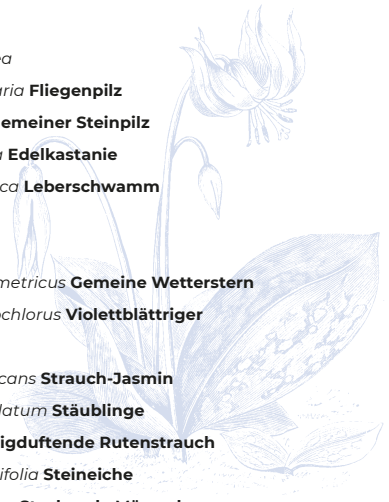 ea
aria Fliegenpilz
emeiner Steinpilz
a Edelkastanie
ca Leberschwamm
metricus Gemeine Wetterstern
ochlorus Violettblättriger
cans Strauch-Jasmin
datum Stäublinge
igduftende Rutenstrauch
ifolia Steineiche